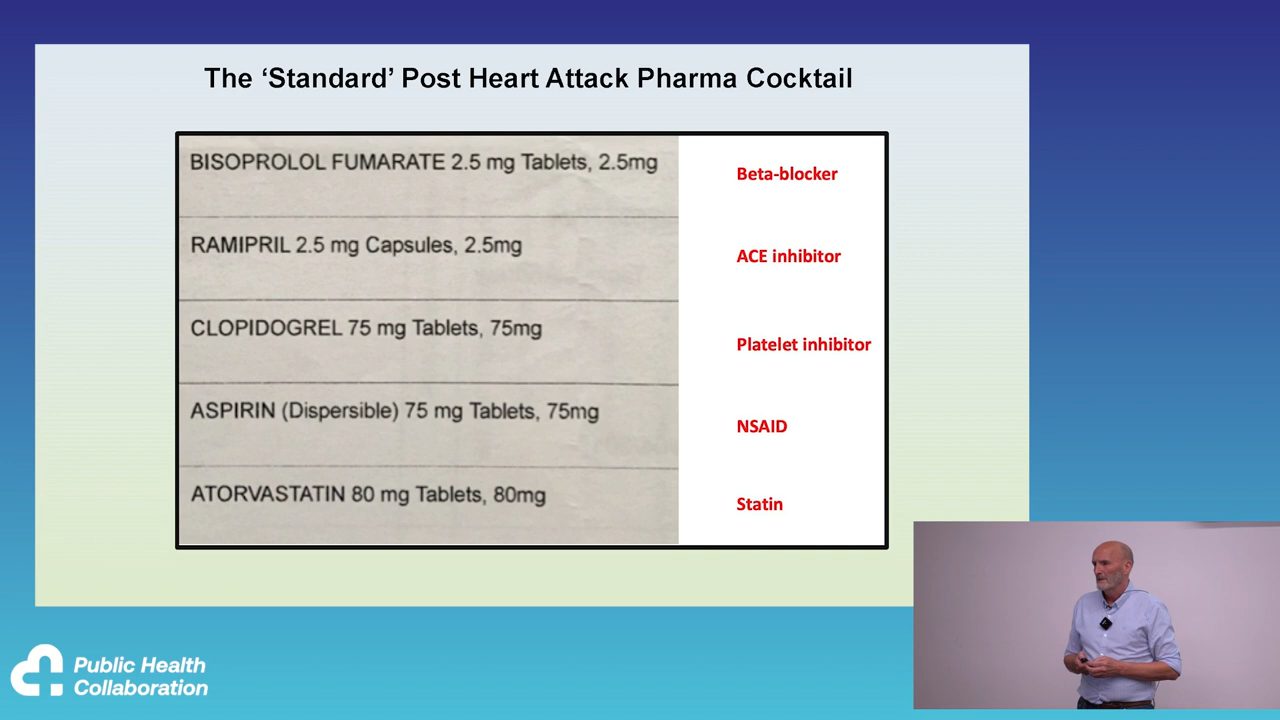 The ‘Standard’ Post Heart Attack Pharma Cocktail
BISOPROLOL FUMARATE 2.5 mg Tablets, 2.5mg
Beta-blocker
RAMIPRIL 2.5 mg Capsules, 2.5mg
ACE inhibitor
CLOPIDOGREL 75 mg Tablets, 75mg
Platelet inhibitor
ASPIRIN (Dispersible) 75 mg Tablets, 75mg
NSAID
ATORVASTATIN 80 mg Tablets, 80mg
Statin
Public Health
Collaboration